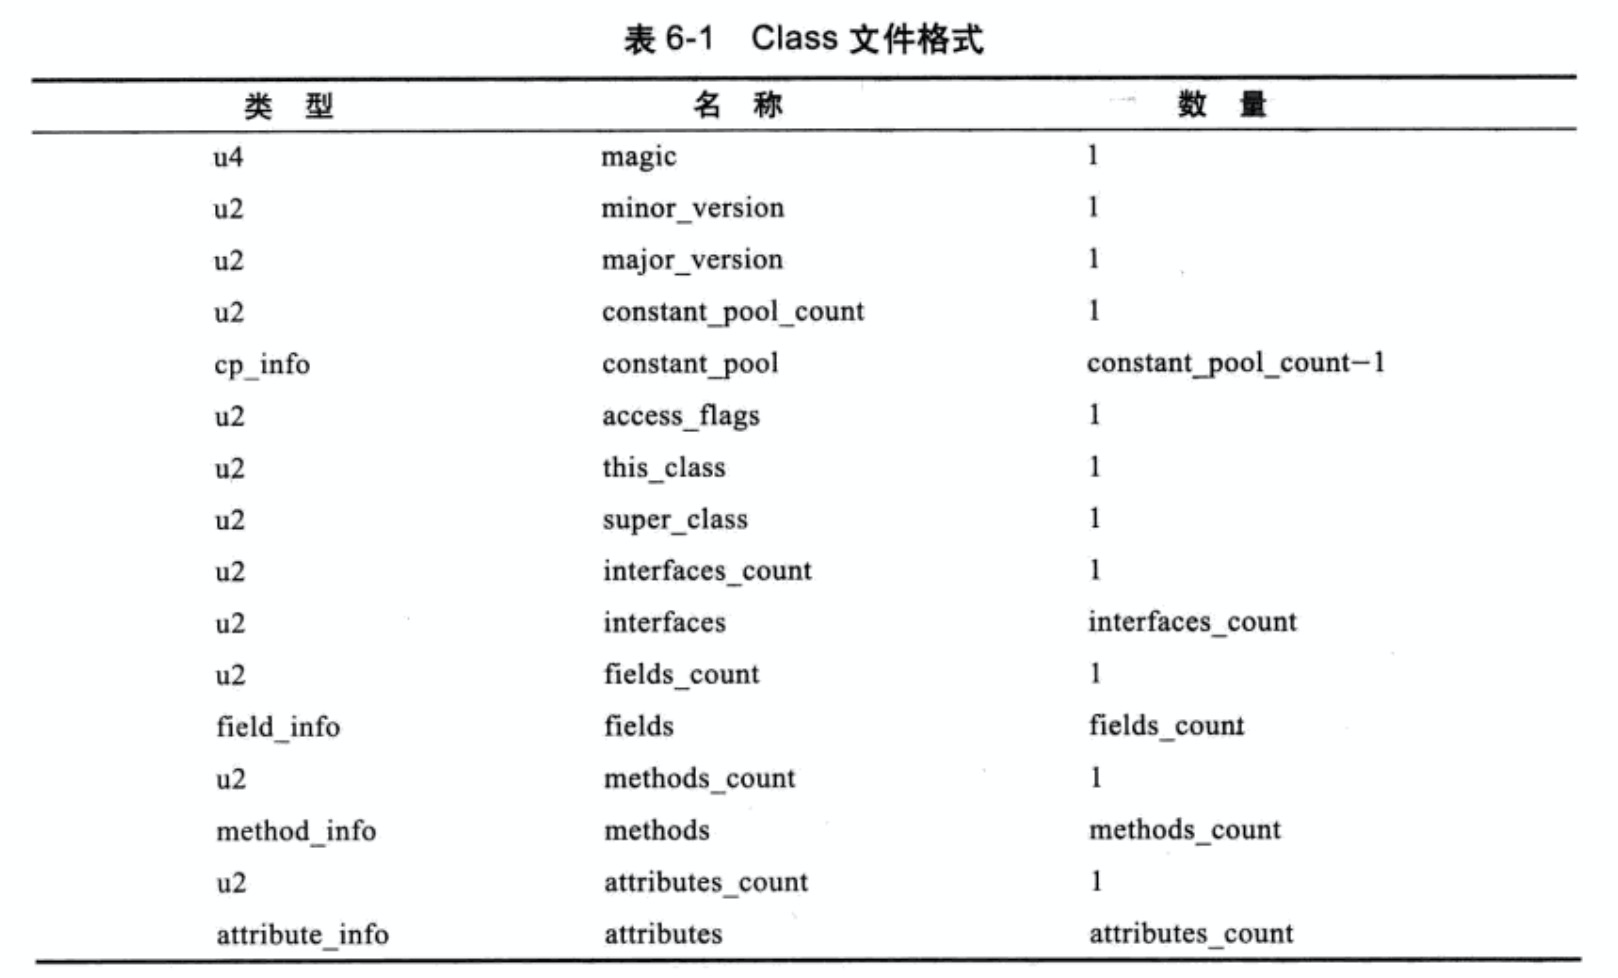 表 6-1 Class 文件格式
类 型 名 称 数 量
u4 magic 1
u2 minor_version 1
u2 major_version 1
u2 constant_pool_count 1
cp_info constant_pool constant_pool_count−1
u2 access_flags 1
u2 this_class 1
u2 super_class 1
u2 interfaces_count 1
u2 interfaces interfaces_count
u2 fields_count 1
field_info fields fields_count
u2 methods_count 1
method_info methods methods_count
u2 attributes_count 1
attribute_info attributes attributes_count